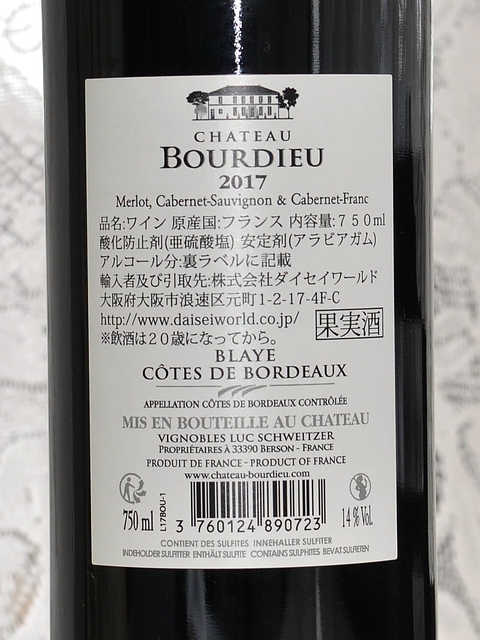 CHATEAU
BOURDIEU
2017
Merlot, Cabernet-Sauvignon & Cabernet-Franc
品名:ワイン 原産国:フランス 内容量:750ml
酸化防止剤(亜硫酸塩) 安定剤(アラビアガム)
アルコール分:裏ラベルに記載
輸入者及び引取先:株式会社ダイセイワールド
大阪府大阪市浪速区元町1-2-17-4F-C
http://www.daiseiworld.co.jp/ 果実酒
※飲酒は20歳になってから。
BLAYE
CÔTES DE BORDEAUX
APPELLATION CÔTES DE BORDEAUX CONTRÔLÉE
MIS EN BOUTEILLE AU CHATEAU
VIGNOBLES LUC SCHWEITZER
PROPRIÉTAIRES À 33390 BERSON - FRANCE
PRODUIT DE FRANCE - PRODUCT OF FRANCE
www.chateau-bourdieu.com
750 ml L17BOU-1 3 760124 890723 14 % Vol.
CONTIENT DES SULFITES INNEHALLER SULFITER
INDEHOLDER SULFITER ENTHÄLT SULFITE CONTAINS SULPHITES BEVAT SULFIETEN